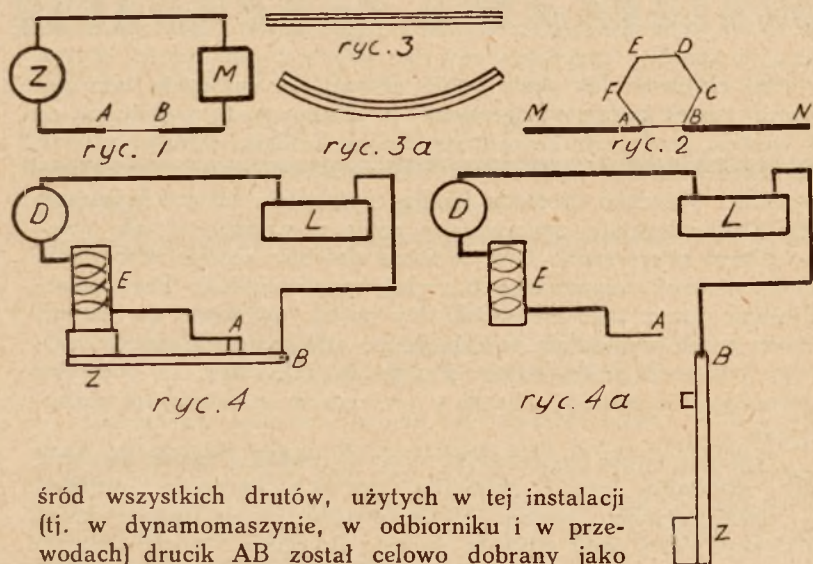 Z M A B
ryc. 1
ryc. 3
ryc. 3a
E D
F C
M A B N
ryc. 2
D L
E
A
B
Z
ryc. 4
D L
E
A
B
Z
ryc. 4a
śród wszystkich drutów, użytych w tej instalacji
(tj. w dynamomaszynie, w odbiorniku i w prze-
wodach) drucik AB został celowo dobrany jako